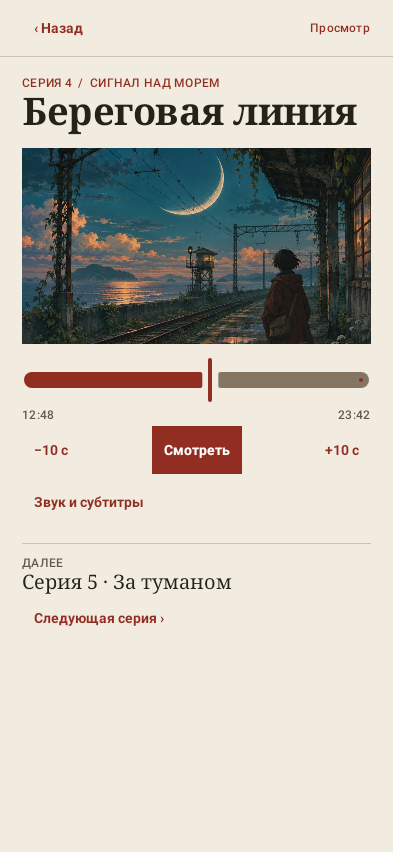 ‹ Назад
Просмотр
СЕРИЯ 4 / СИГНАЛ НАД МОРЕМ
Береговая линия
12:48
23:42
−10 с
Смотреть
+10 с
Звук и субтитры
ДАЛЕЕ
Серия 5 · За туманом
Следующая серия ›